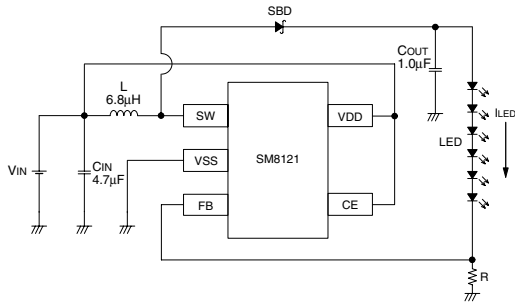 SBD
COUT
1.0μF
L
6.8μH
SW
VDD
ILED
LED
VSS
SM8121
VIN
CIN
4.7μF
FB
CE
R